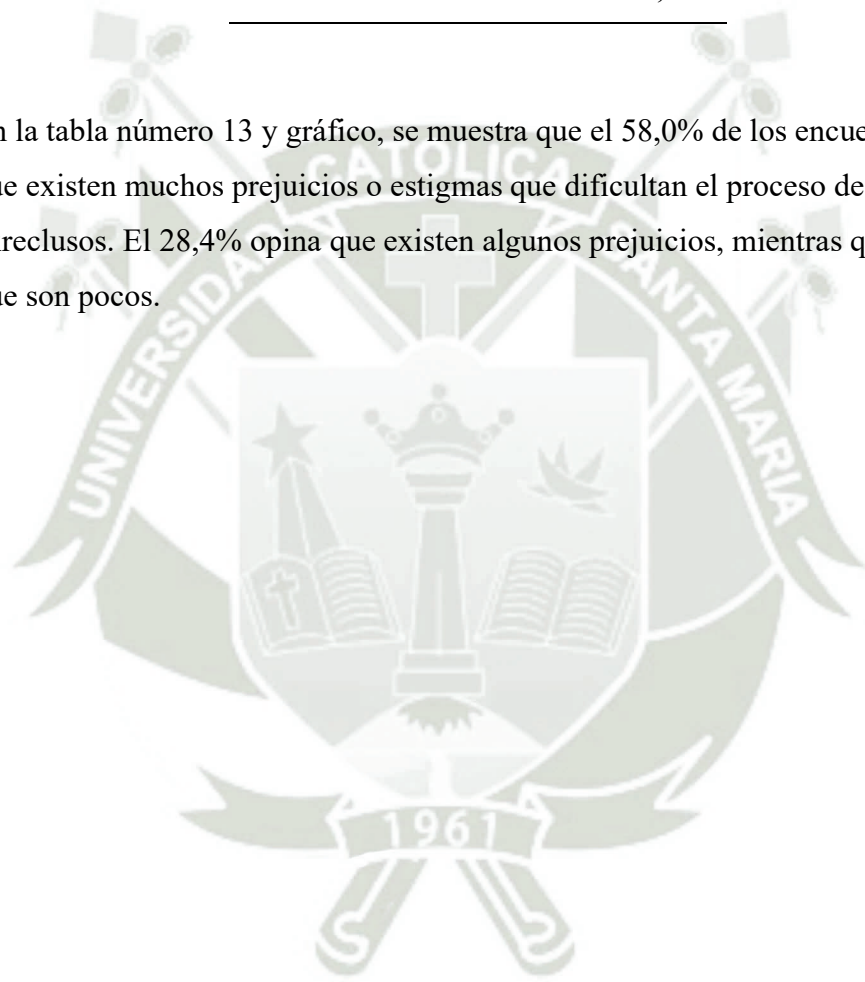 n la tabla número 13 y gráfico, se muestra que el 58,0% de los encue
ue existen muchos prejuicios o estigmas que dificultan el proceso de
reclusos. El 28,4% opina que existen algunos prejuicios, mientras q
ue son pocos.
UNIVERSIDAD CATOLICA SANTA MARIA
1961